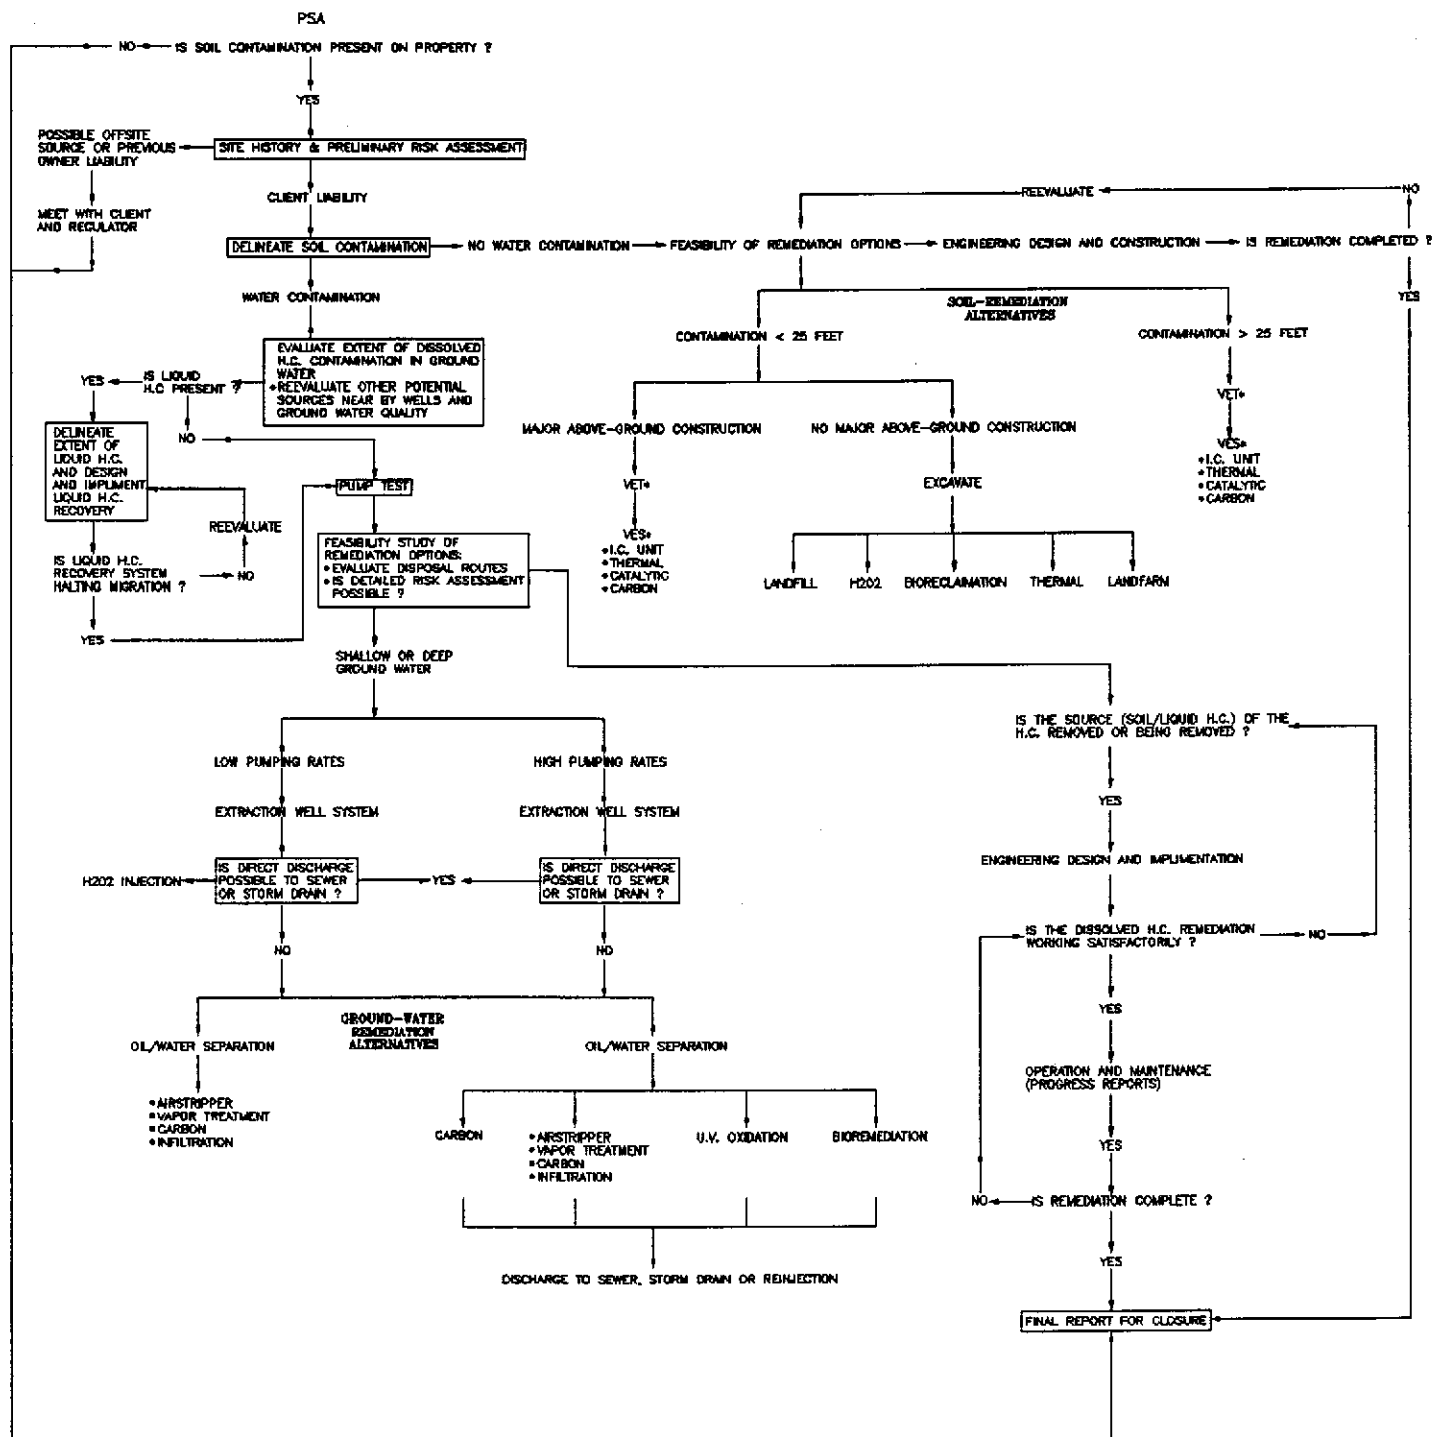 PSA
NO
IS SOIL CONTAMINATION PRESENT ON PROPERTY ?
YES
POSSIBLE OFFSITE
SOURCE OR PREVIOUS
OWNER LIABILITY
SITE HISTORY & PRELIMINARY RISK ASSESSMENT
CLIENT LIABILITY
MEET WITH CLIENT
AND REGULATOR
REEVALUATE
NO
DELINEATE SOIL CONTAMINATION
NO WATER CONTAMINATION
FEASIBILITY OF REMEDIATION OPTIONS
ENGINEERING DESIGN AND CONSTRUCTION
IS REMEDIATION COMPLETED ?
YES
WATER CONTAMINATION
SOIL-REMEDIATION
ALTERNATIVES
CONTAMINATION < 25 FEET
CONTAMINATION > 25 FEET
EVALUATE EXTENT OF DISSOLVED
H.C. CONTAMINATION IN GROUND
WATER
*REEVALUATE OTHER POTENTIAL
SOURCES NEAR BY WELLS AND
GROUND WATER QUALITY
YES
IS LIQUID
H.C PRESENT ?
NO
DELINEATE
EXTENT OF
LIQUID H.C.
AND DESIGN
AND IMPLIMENT
LIQUID H.C.
RECOVERY
PUMP TEST
REEVALUATE
IS LIQUID H.C.
RECOVERY SYSTEM
HALTING MIGRATION ?
NO
YES
MAJOR ABOVE-GROUND CONSTRUCTION
NO MAJOR ABOVE-GROUND CONSTRUCTION
VET*
VES*
*I.C. UNIT
*THERMAL
*CATALYTIC
*CARBON
VET*
EXCAVATE
VES*
*I.C. UNIT
*THERMAL
*CATALYTIC
*CARBON
LANDFILL
H2O2
BIORECLAIMATION
THERMAL
LANDFARM
FEASIBILITY STUDY OF
REMEDIATION OPTIONS:
*EVALUATE DISPOSAL ROUTES
*IS DETAILED RISK ASSESSMENT
POSSIBLE ?
SHALLOW OR DEEP
GROUND WATER
LOW PUMPING RATES
HIGH PUMPING RATES
EXTRACTION WELL SYSTEM
EXTRACTION WELL SYSTEM
H2O2 INJECTION
IS DIRECT DISCHARGE
POSSIBLE TO SEWER
OR STORM DRAIN ?
YES
IS DIRECT DISCHARGE
POSSIBLE TO SEWER
OR STORM DRAIN ?
NO
NO
GROUND-WATER
REMEDIATION
ALTERNATIVES
OIL/WATER SEPARATION
OIL/WATER SEPARATION
*AIRSTRIPPER
*VAPOR TREATMENT
*CARBON
*INFILTRATION
CARBON
*AIRSTRIPPER
*VAPOR TREATMENT
*CARBON
*INFILTRATION
U.V. OXIDATION
BIOREMEDIATION
DISCHARGE TO SEWER, STORM DRAIN OR REINJECTION
IS THE SOURCE (SOIL/LIQUID H.C.) OF THE
H.C. REMOVED OR BEING REMOVED ?
YES
ENGINEERING DESIGN AND IMPLIMENTATION
IS THE DISSOLVED H.C. REMEDIATION
WORKING SATISFACTORILY ?
NO
YES
OPERATION AND MAINTENANCE
(PROGRESS REPORTS)
YES
NO
IS REMEDIATION COMPLETE ?
YES
FINAL REPORT FOR CLOSURE